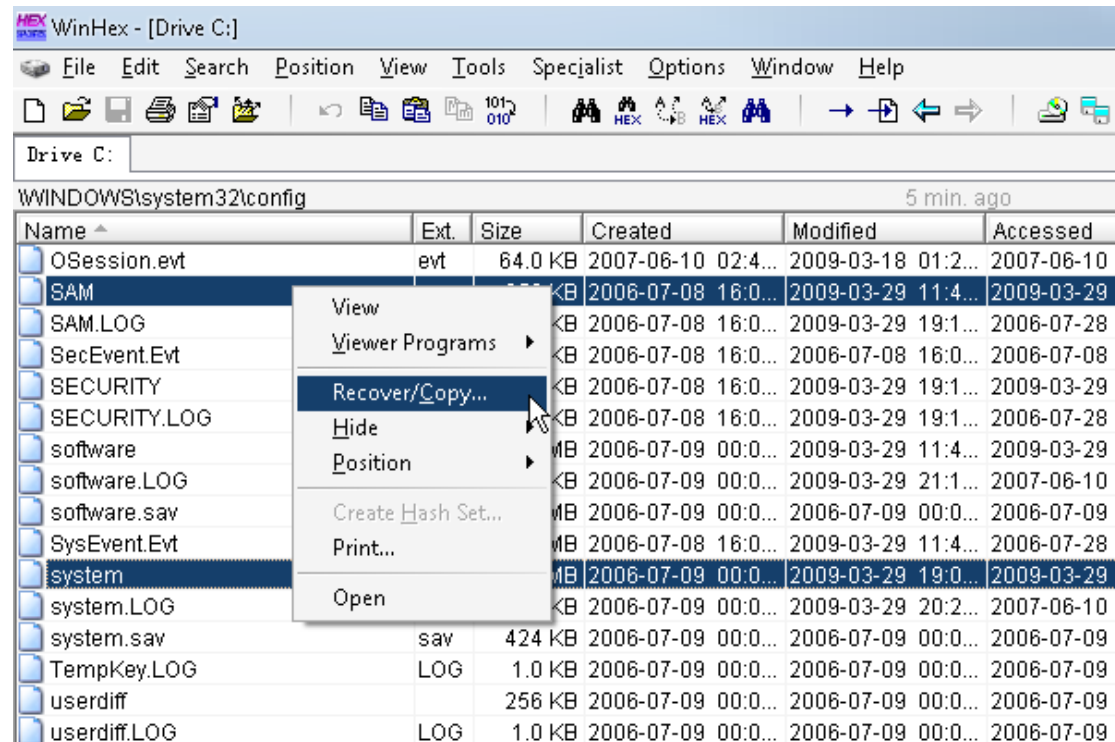 HEX WinHex - [Drive C:]
File Edit Search Position View Tools Specialist Options Window Help
Drive C:
\WINDOWS\system32\config 5 min. ago
Name Ext. Size Created Modified Accessed
OSession.evt evt 64.0 KB 2007-06-10 02:4... 2009-03-18 01:2... 2007-06-10
SAM KB 2006-07-08 16:0... 2009-03-29 11:4... 2009-03-29
SAM.LOG KB 2006-07-08 16:0... 2009-03-29 19:1... 2006-07-28
SecEvent.Evt KB 2006-07-08 16:0... 2006-07-08 16:0... 2006-07-28
SECURITY KB 2006-07-08 16:0... 2009-03-29 19:1... 2009-03-29
SECURITY.LOG KB 2006-07-08 16:0... 2009-03-29 19:1... 2006-07-28
software MB 2006-07-09 00:0... 2009-03-29 11:4... 2009-03-29
software.LOG KB 2006-07-09 00:0... 2009-03-29 21:1... 2007-06-10
software.sav MB 2006-07-09 00:0... 2006-07-09 00:0... 2006-07-09
SysEvent.Evt MB 2006-07-08 16:0... 2009-03-29 11:4... 2006-07-28
system MB 2006-07-09 00:0... 2009-03-29 19:0... 2009-03-29
system.LOG KB 2006-07-09 00:0... 2009-03-29 20:2... 2007-06-10
system.sav sav 424 KB 2006-07-09 00:0... 2006-07-09 00:0... 2006-07-09
TempKey.LOG LOG 1.0 KB 2006-07-09 00:0... 2006-07-09 00:0... 2006-07-09
userdiff 256 KB 2006-07-09 00:0... 2006-07-09 00:0... 2006-07-09
userdiff.LOG LOG 1.0 KB 2006-07-09 00:0... 2006-07-09 00:0... 2006-07-09
View
Viewer Programs
Recover/Copy...
Hide
Position
Create Hash Set...
Print...
Open